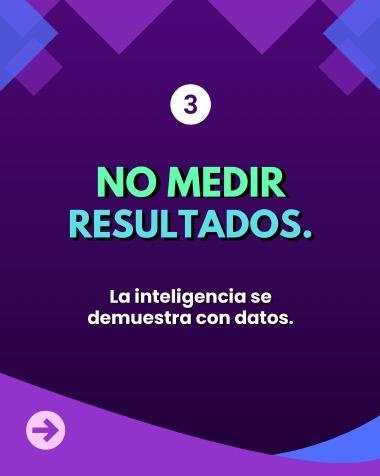 3
NO MEDIR
RESULTADOS.
La inteligencia se
demuestra con datos.